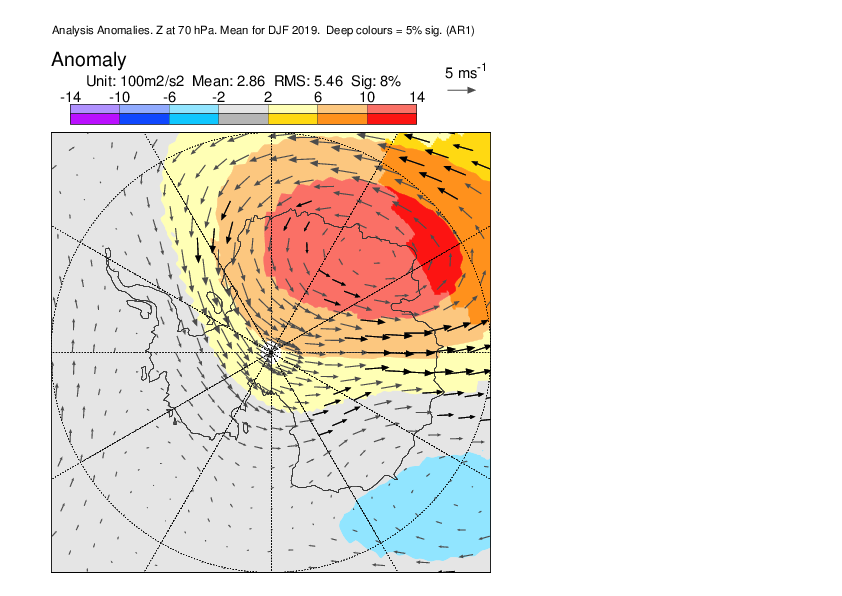 Analysis Anomalies. Z at 70 hPa. Mean for DJF 2019. Deep colours = 5% sig. (AR1)
Anomaly
5 ms-1
Unit: 100m2/s2 Mean: 2.86 RMS: 5.46 Sig: 8%
-14 -10 -6 -2 2 6 10 14